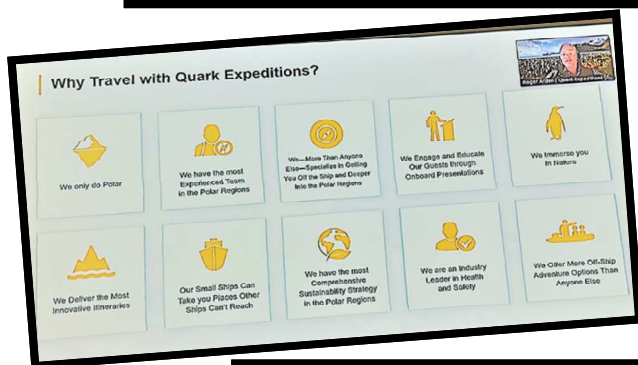 Why Travel with Quark Expeditions?
We only do Polar
We have the most
Experienced Team
in the Polar Regions
We—More Than Anyone
Else—Specialize in Getting
You Off the Ship and Deeper
Into the Polar Regions
We Engage and Educate
Our Guests through
Onboard Presentations
We Immerse you
in Nature
We Deliver the Most
Innovative Itineraries
Our Small Ships Can
Take you Places Other
Ships Can't Reach
We have the most
Comprehensive
Sustainability Strategy
in the Polar Regions
We are an Industry
Leader in Health
and Safety
We Offer More Off-Ship
Adventure Options Than
Anyone Else